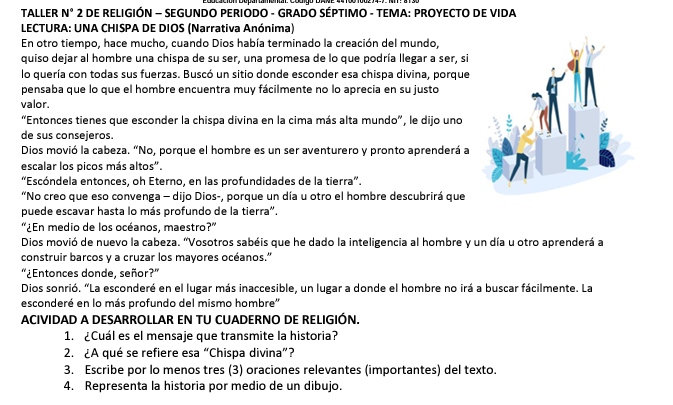 Educación Departamental. Código DANE 44100100274-7. NIT: 8130
TALLER N° 2 DE RELIGIÓN – SEGUNDO PERIODO - GRADO SÉPTIMO - TEMA: PROYECTO DE VIDA
LECTURA: UNA CHISPA DE DIOS (Narrativa Anónima)
En otro tiempo, hace mucho, cuando Dios había terminado la creación del mundo,
quiso dejar al hombre una chispa de su ser, una promesa de lo que podría llegar a ser, si
lo quería con todas sus fuerzas. Buscó un sitio donde esconder esa chispa divina, porque
pensaba que lo que el hombre encuentra muy fácilmente no lo aprecia en su justo
valor.
“Entonces tienes que esconder la chispa divina en la cima más alta mundo”, le dijo uno
de sus consejeros.
Dios movió la cabeza. “No, porque el hombre es un ser aventurero y pronto aprenderá a
escalar los picos más altos”.
“Escóndela entonces, oh Eterno, en las profundidades de la tierra”.
“No creo que eso convenga – dijo Dios-, porque un día u otro el hombre descubrirá que
puede escavar hasta lo más profundo de la tierra”.
“¿En medio de los océanos, maestro?”
Dios movió de nuevo la cabeza. “Vosotros sabéis que he dado la inteligencia al hombre y un día u otro aprenderá a
construir barcos y a cruzar los mayores océanos.”
“¿Entonces donde, señor?”
Dios sonrió. “La esconderé en el lugar más inaccesible, un lugar a donde el hombre no irá a buscar fácilmente. La
esconderé en lo más profundo del mismo hombre”
ACIVIDAD A DESARROLLAR EN TU CUADERNO DE RELIGIÓN.
1. ¿Cuál es el mensaje que transmite la historia?
2. ¿A qué se refiere esa “Chispa divina”?
3. Escribe por lo menos tres (3) oraciones relevantes (importantes) del texto.
4. Representa la historia por medio de un dibujo.